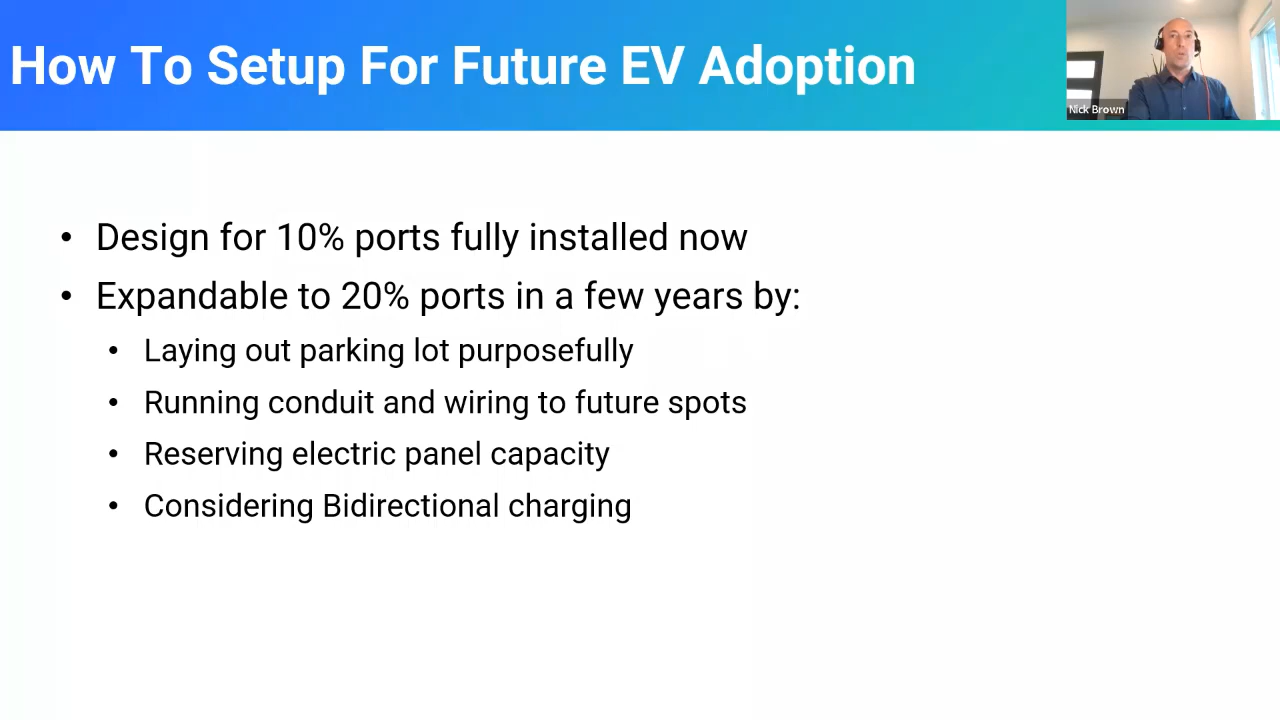 How To Setup For Future EV Adoption
Nick Brown
• Design for 10% ports fully installed now
• Expandable to 20% ports in a few years by:
• Laying out parking lot purposefully
• Running conduit and wiring to future spots
• Reserving electric panel capacity
• Considering Bidirectional charging